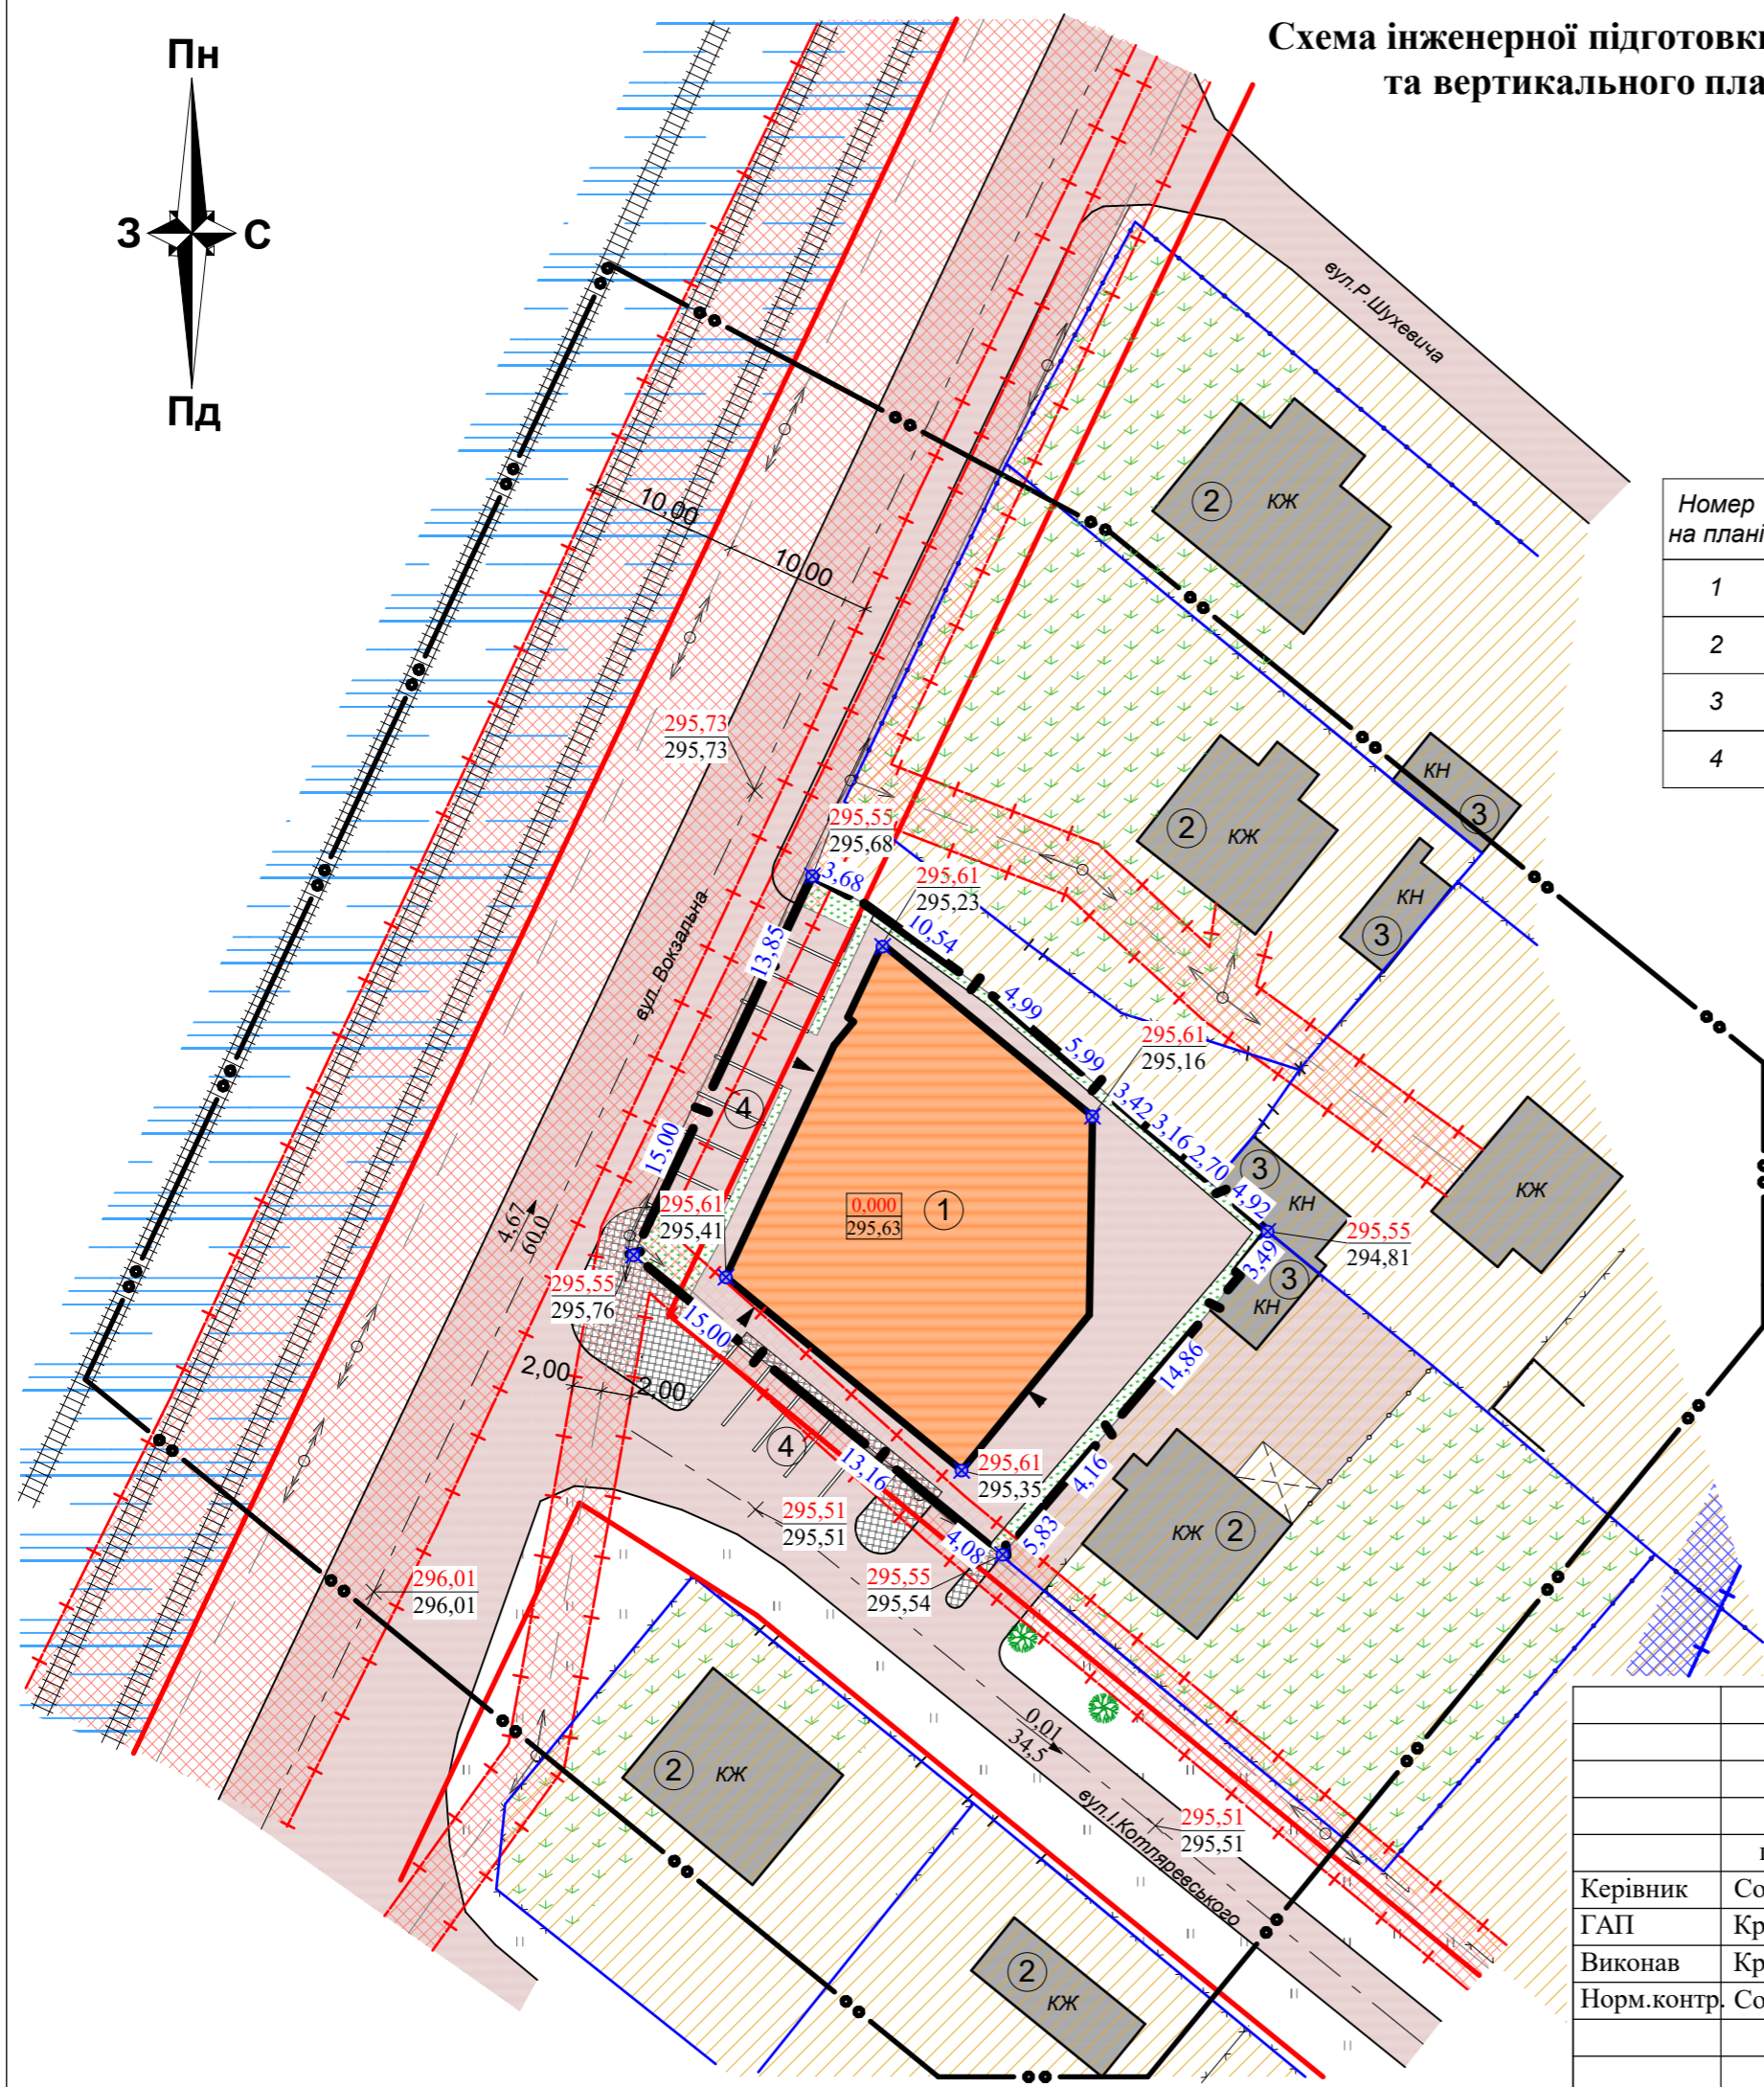 Схема інженерної підготовки
та вертикального пла
Пн
З С
Пд
вул.Р.Шухевича
Номер
на плані
1
2
3
4
2 КЖ
10,00
10,00
295,73
295,73
2 КЖ
КН
3
КН
3
295,55
295,68
3,68
295,61
295,23
10,54
вул. Вокзальна
13,85
4,99
5,99
295,61
295,16
3,42
3,16
2,70
4,92
4
15,00
3
КН
КЖ
295,61
295,41
0,000
295,63
1
4,67
60,0
295,55
294,81
3,49
3
КН
295,55
295,76
15,00
14,86
2,00
2,00
4
13,16
295,61
295,35
4,16
КЖ 2
295,51
295,51
4,08
5,83
296,01
296,01
295,55
295,54
2 КЖ
0,01
34,5
вул.І.Котляревського
295,51
295,51
2
КЖ
Керівник Со
ГАП Кр
Виконав Кр
Норм.контр. Со